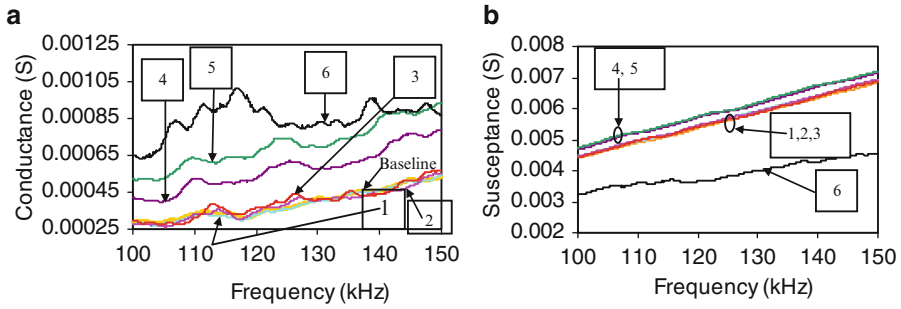 a
Conductance (S)
0.00125
0.00105
0.00085
0.00065
0.00045
0.00025
4
5
6
3
Baseline
1
2
100 110 120 130 140 150
Frequency (kHz)
b
Susceptance (S)
0.008
0.007
0.006
0.005
0.004
0.003
0.002
4, 5
1,2,3
6
100 110 120 130 140 150
Frequency (kHz)